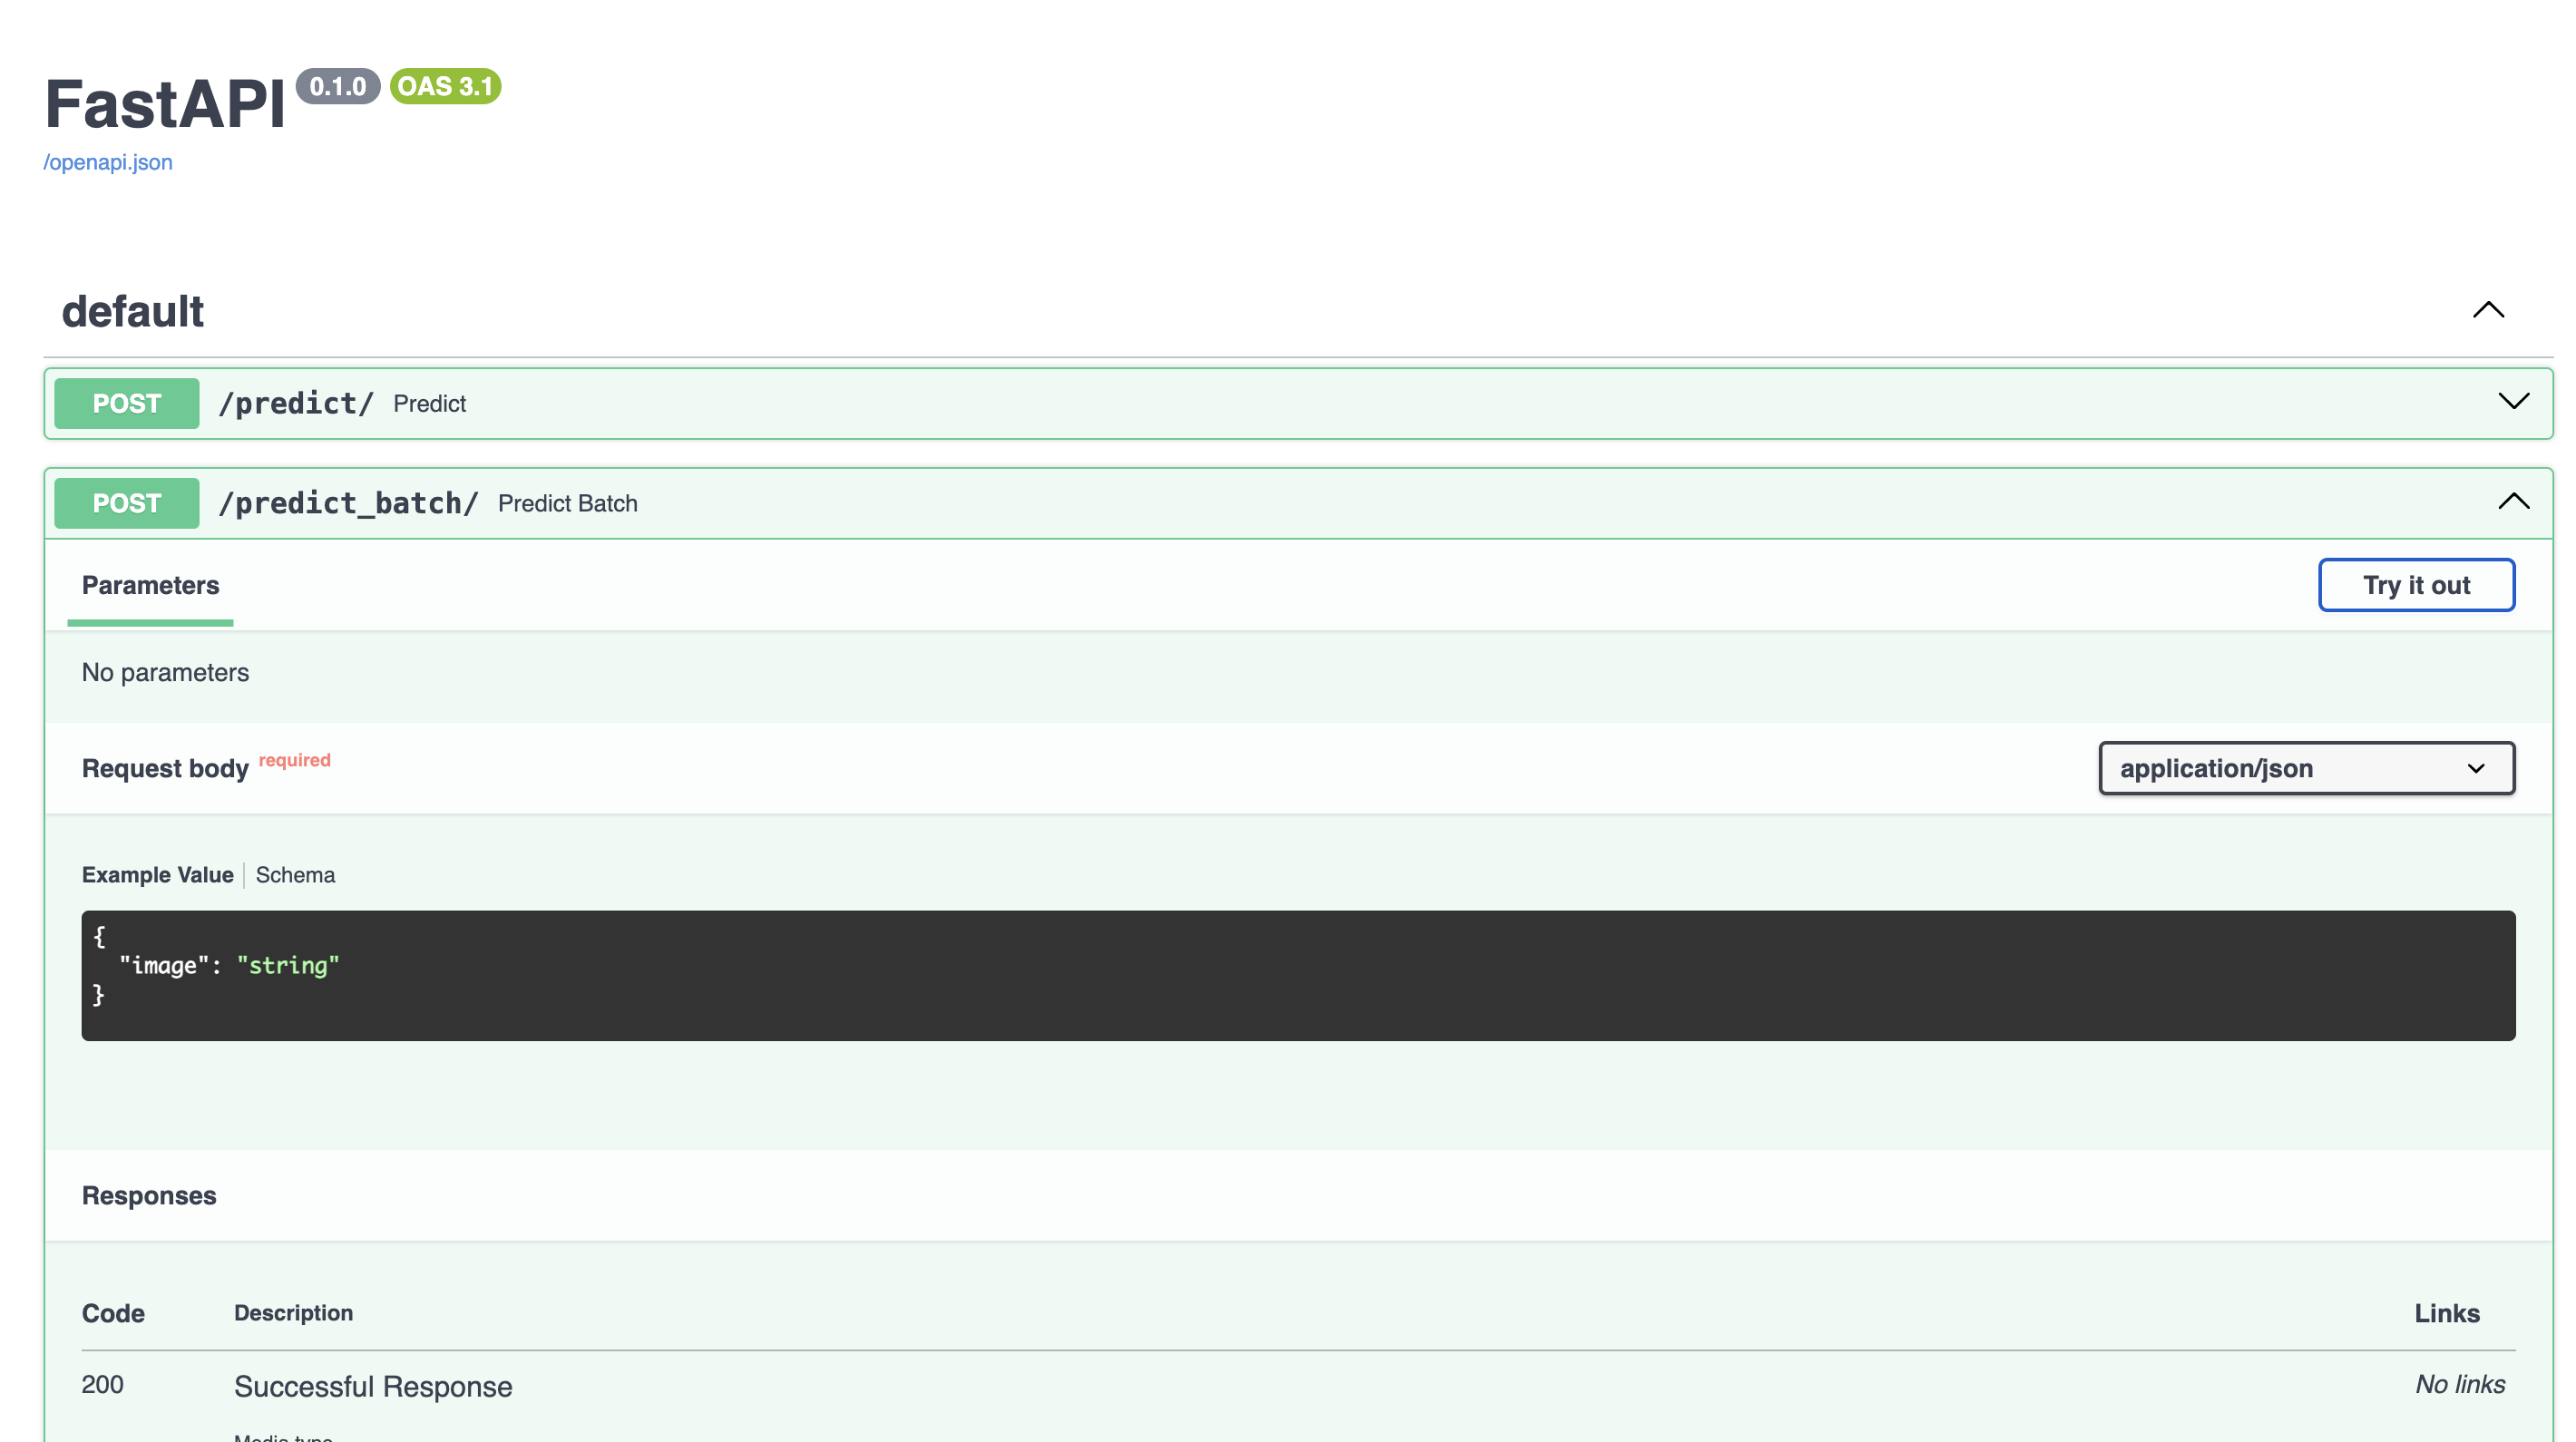 FastAPI 0.1.0 OAS 3.1
/openapi.json
default
POST /predict/ Predict
POST /predict_batch/ Predict Batch
Parameters Try it out
No parameters
Request body required application/json
Example Value Schema
{
"image": "string"
}
Responses
Code Description Links
200 Successful Response No links
Media type